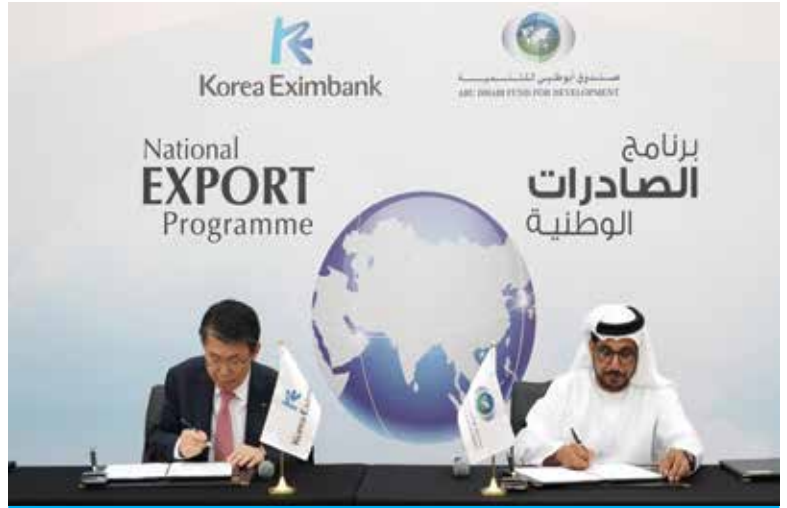 Korea Eximbank
صندوق أبوظبي للتنمية
ABU DHABI FUND FOR DEVELOPMENT
National
EXPORT
Programme
برنامج
الصادرات
الوطنية